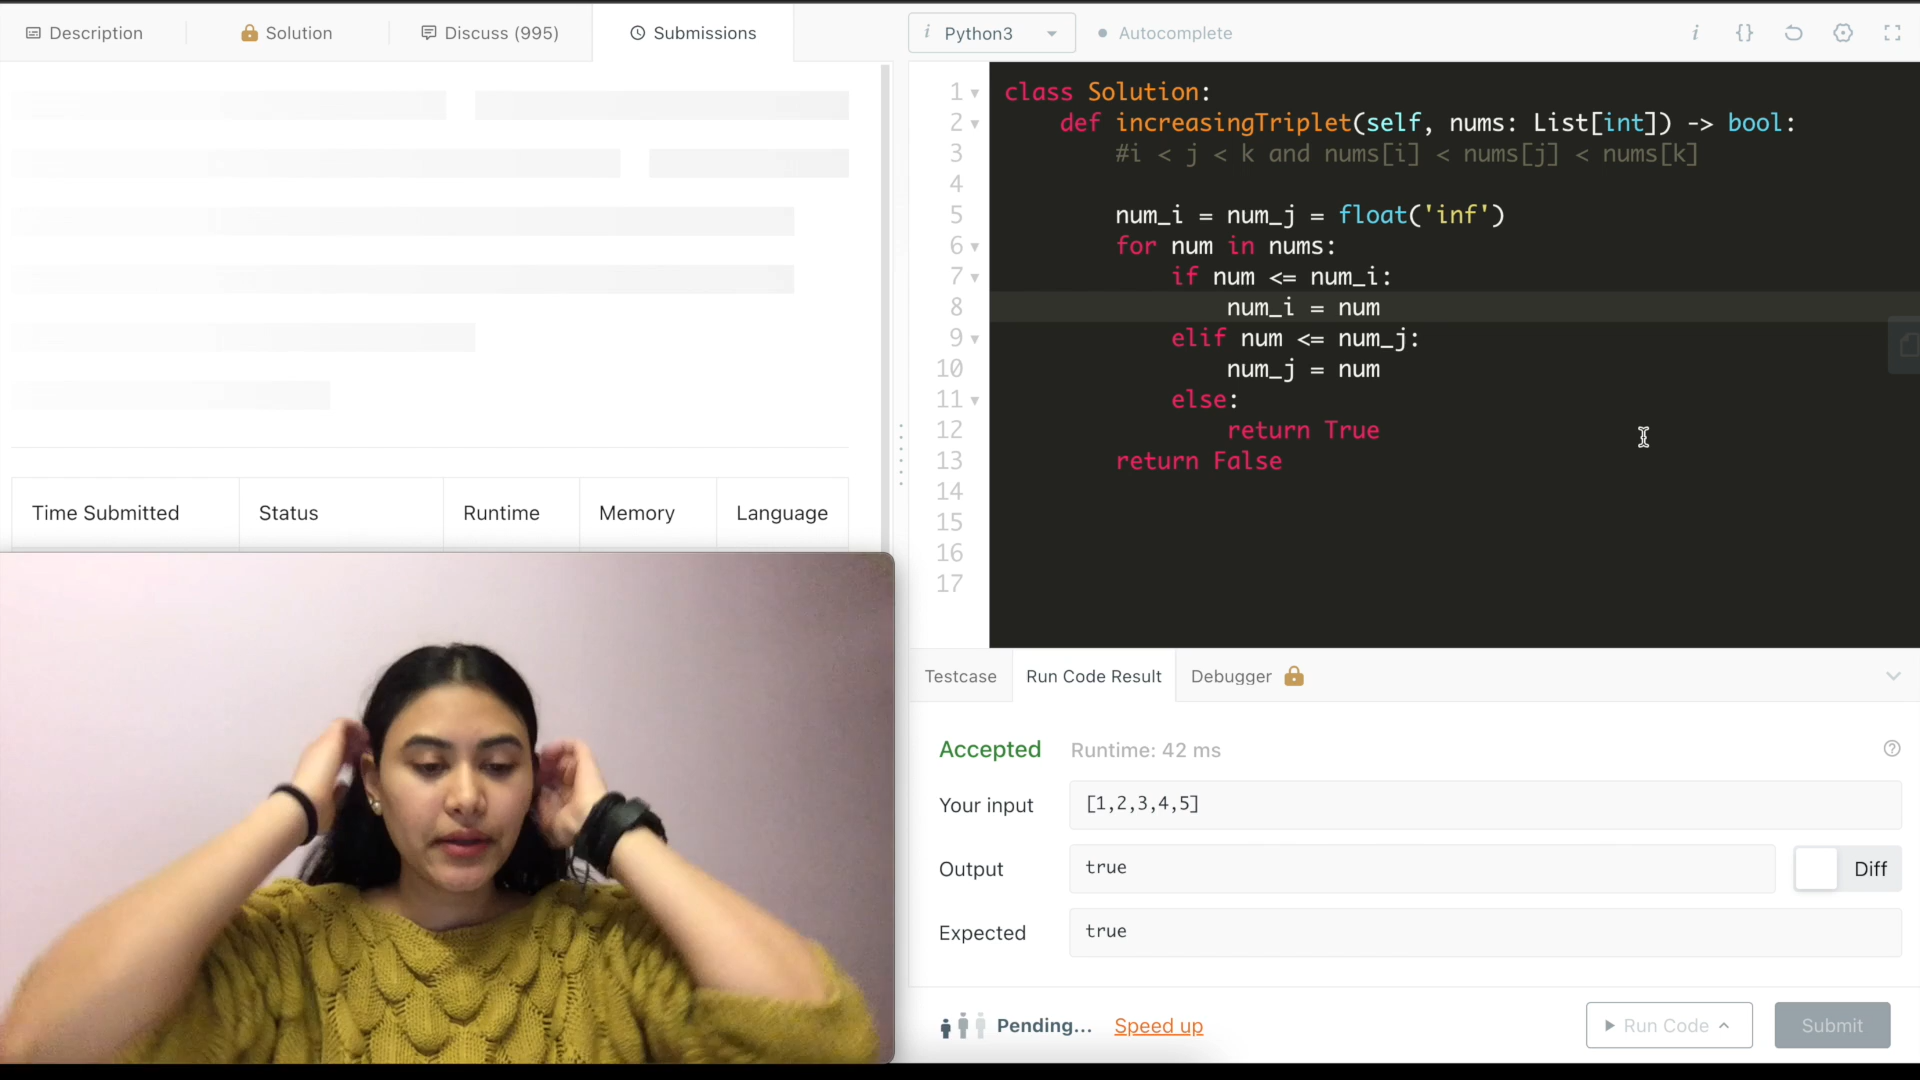 Description
Solution
Discuss (995)
Submissions
i Python3
Autocomplete
i {}
1 class Solution:
2 def increasingTriplet(self, nums: List[int]) -> bool:
3 #i < j < k and nums[i] < nums[j] < nums[k]
4
5 num_i = num_j = float('inf')
6 for num in nums:
7 if num <= num_i:
8 num_i = num
9 elif num <= num_j:
10 num_j = num
11 else:
12 return True
13 return False
14
15
16
17
Time Submitted Status Runtime Memory Language
Testcase Run Code Result Debugger
Accepted Runtime: 42 ms
Your input [1,2,3,4,5]
Output true Diff
Expected true
Pending... Speed up Run Code Submit